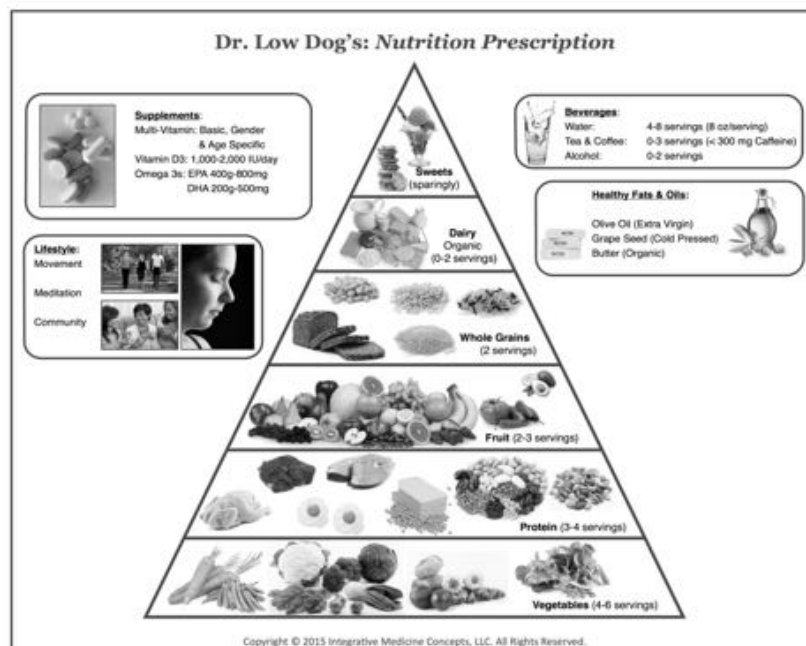 Dr. Low Dog's: Nutrition Prescription
Supplements:
Multi-Vitamin: Basic, Gender
& Age Specific
Vitamin D3: 1,000-2,000 IU/day
Omega 3s: EPA 400g-800mg
DHA 200g-500mg
Beverages:
Water: 4-8 servings (8 oz/serving)
Tea & Coffee: 0-3 servings (< 300 mg Caffeine)
Alcohol: 0-2 servings
Healthy Fats & Oils:
Olive Oil (Extra Virgin)
Grape Seed (Cold Pressed)
Butter (Organic)
Lifestyle:
Movement
Meditation
Community
Sweets
(sparingly)
Dairy
Organic
(0-2 servings)
Whole Grains
(2 servings)
Fruit (2-3 servings)
Protein (3-4 servings)
Vegetables (4-6 servings)
Copyright © 2015 Integrative Medicine Concepts, LLC. All Rights Reserved.